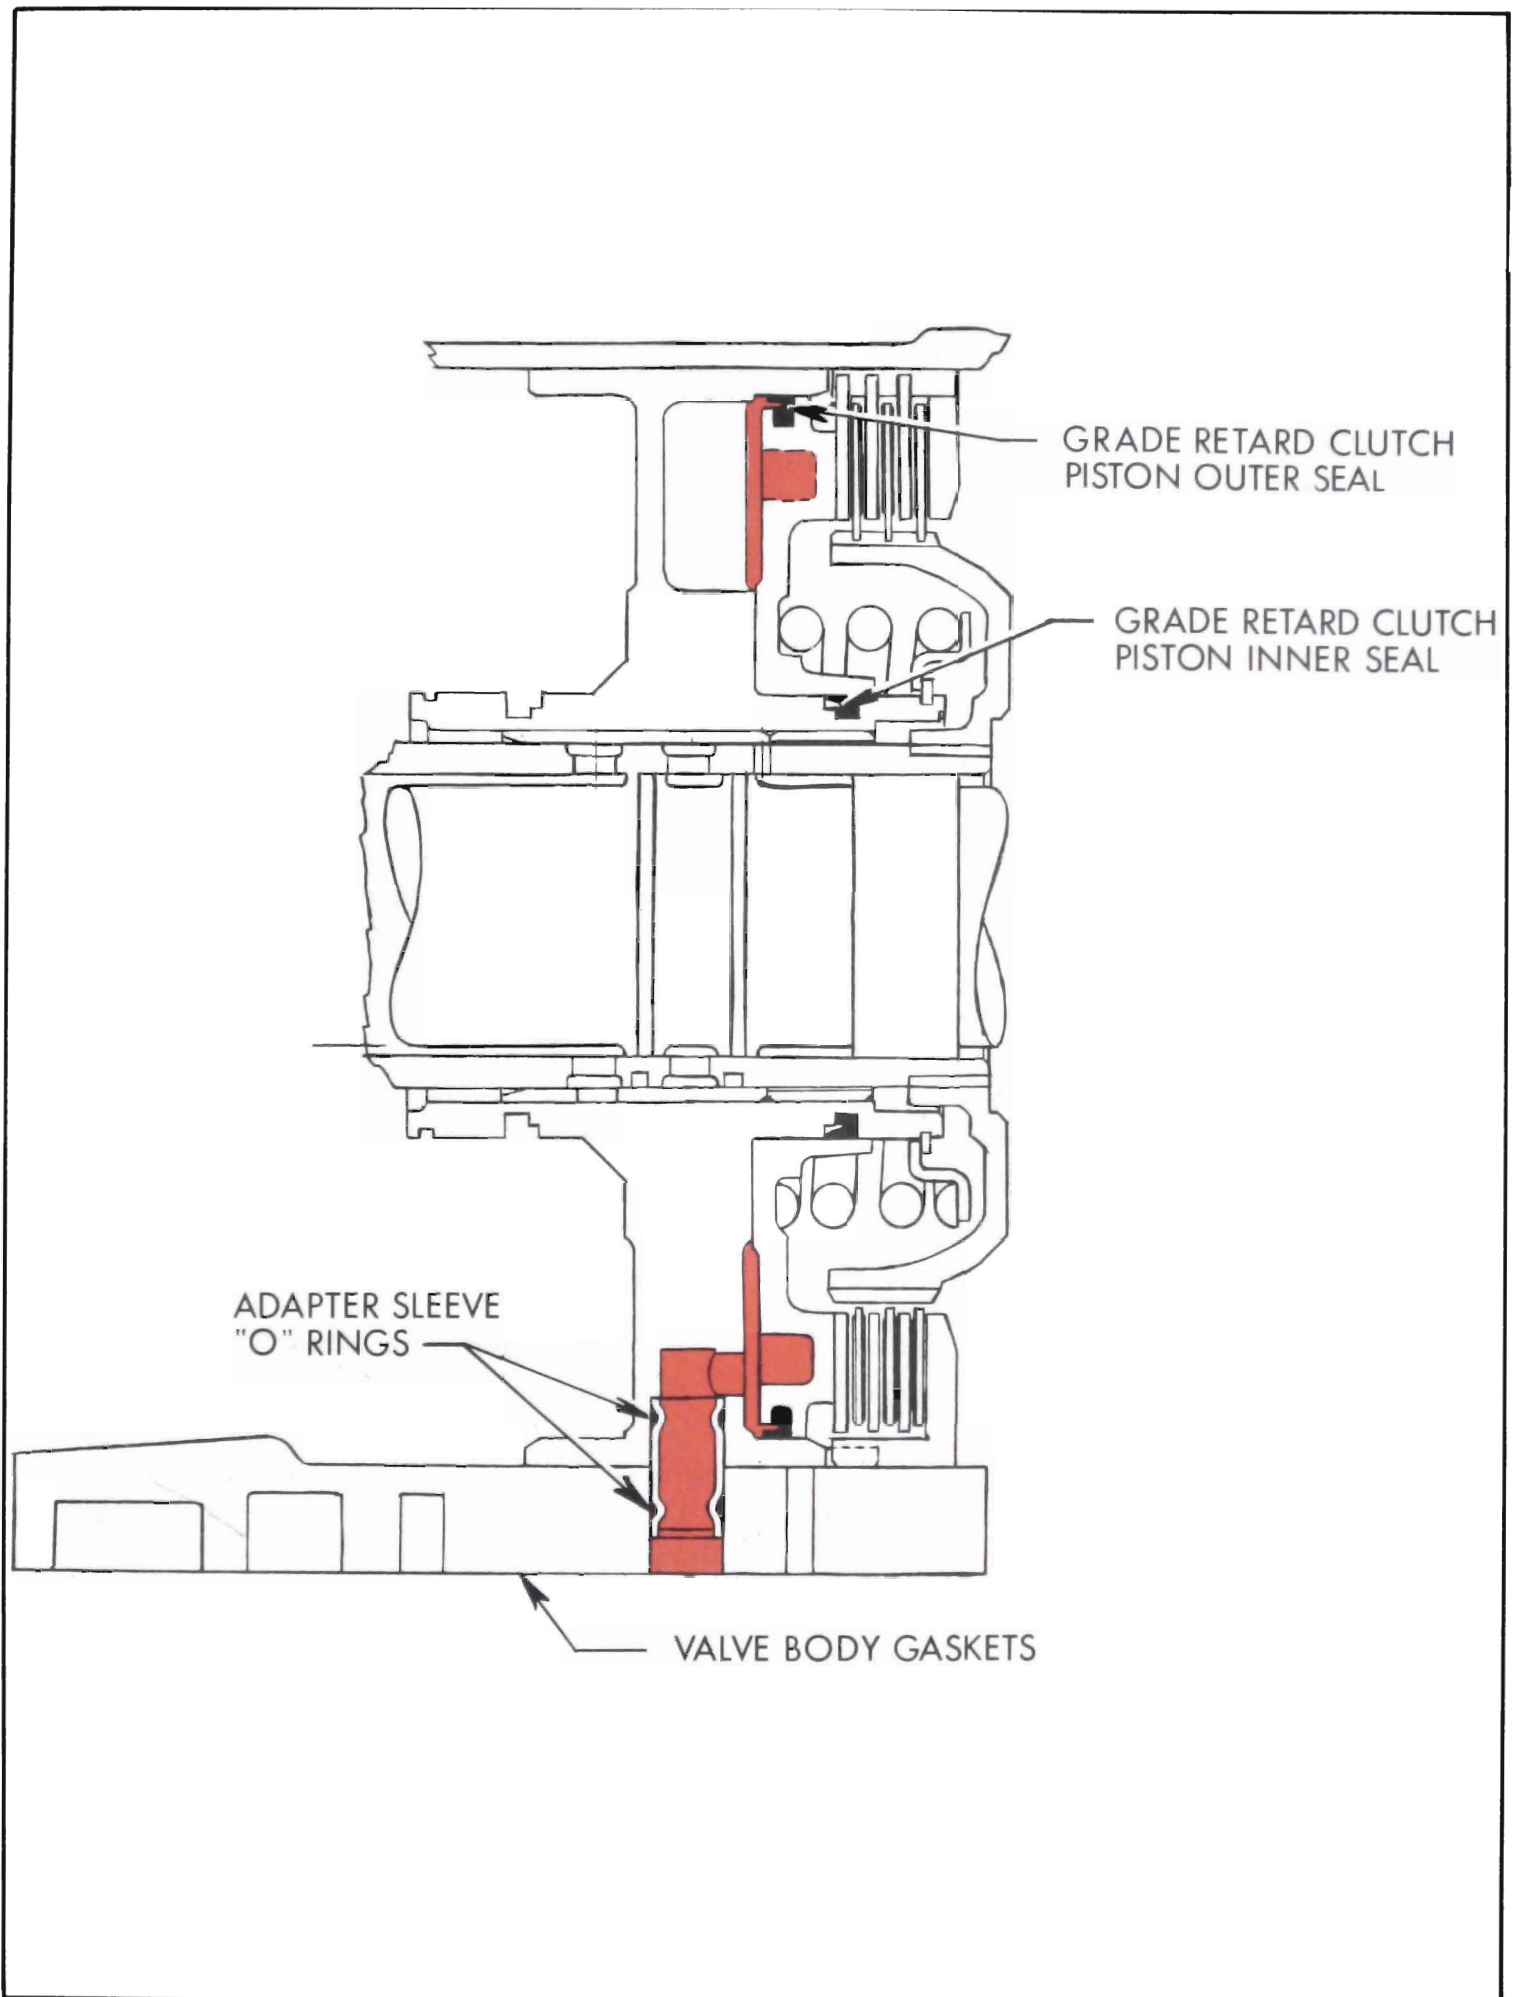 GRADE RETARD CLUTCH
PISTON OUTER SEAL
GRADE RETARD CLUTCH
PISTON INNER SEAL
ADAPTER SLEEVE
"O" RINGS
VALVE BODY GASKETS